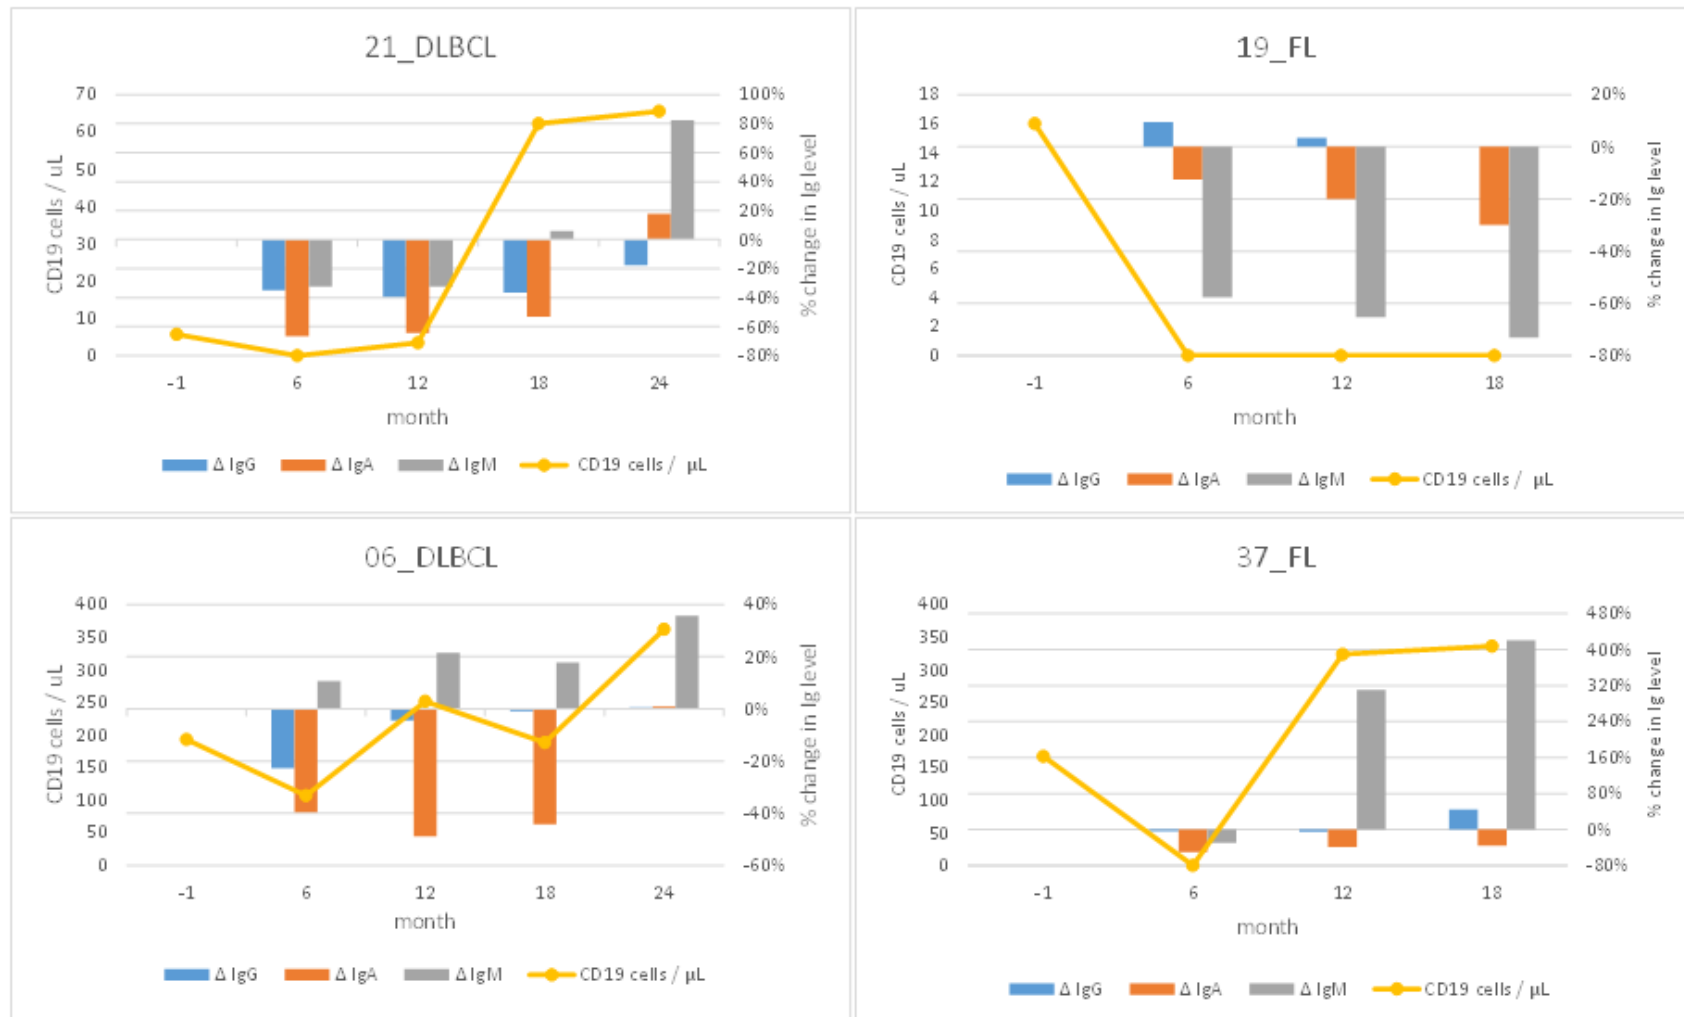 21_DLBCL
70
60
50
40
30
20
10
0
CD19 cells / uL
100%
80%
60%
40%
20%
0%
-20%
-40%
-60%
-80%
% change in Ig level
-1 6 12 18 24
month
Δ IgG Δ IgA Δ IgM CD19 cells / μL
19_FL
18
16
14
12
10
8
6
4
2
0
CD19 cells / uL
20%
0%
-20%
-40%
-60%
-80%
% change in Ig level
-1 6 12 18
month
Δ IgG Δ IgA Δ IgM CD19 cells / μL
06_DLBCL
400
350
300
250
200
150
100
50
0
CD19 cells / uL
40%
20%
0%
-20%
-40%
-60%
% change in Ig level
-1 6 12 18 24
month
Δ IgG Δ IgA Δ IgM CD19 cells / μL
37_FL
400
350
300
250
200
150
100
50
0
CD19 cells / uL
480%
400%
320%
240%
160%
80%
0%
-80%
% change in Ig level
-1 6 12 18
month
Δ IgG Δ IgA Δ IgM CD19 cells / μL